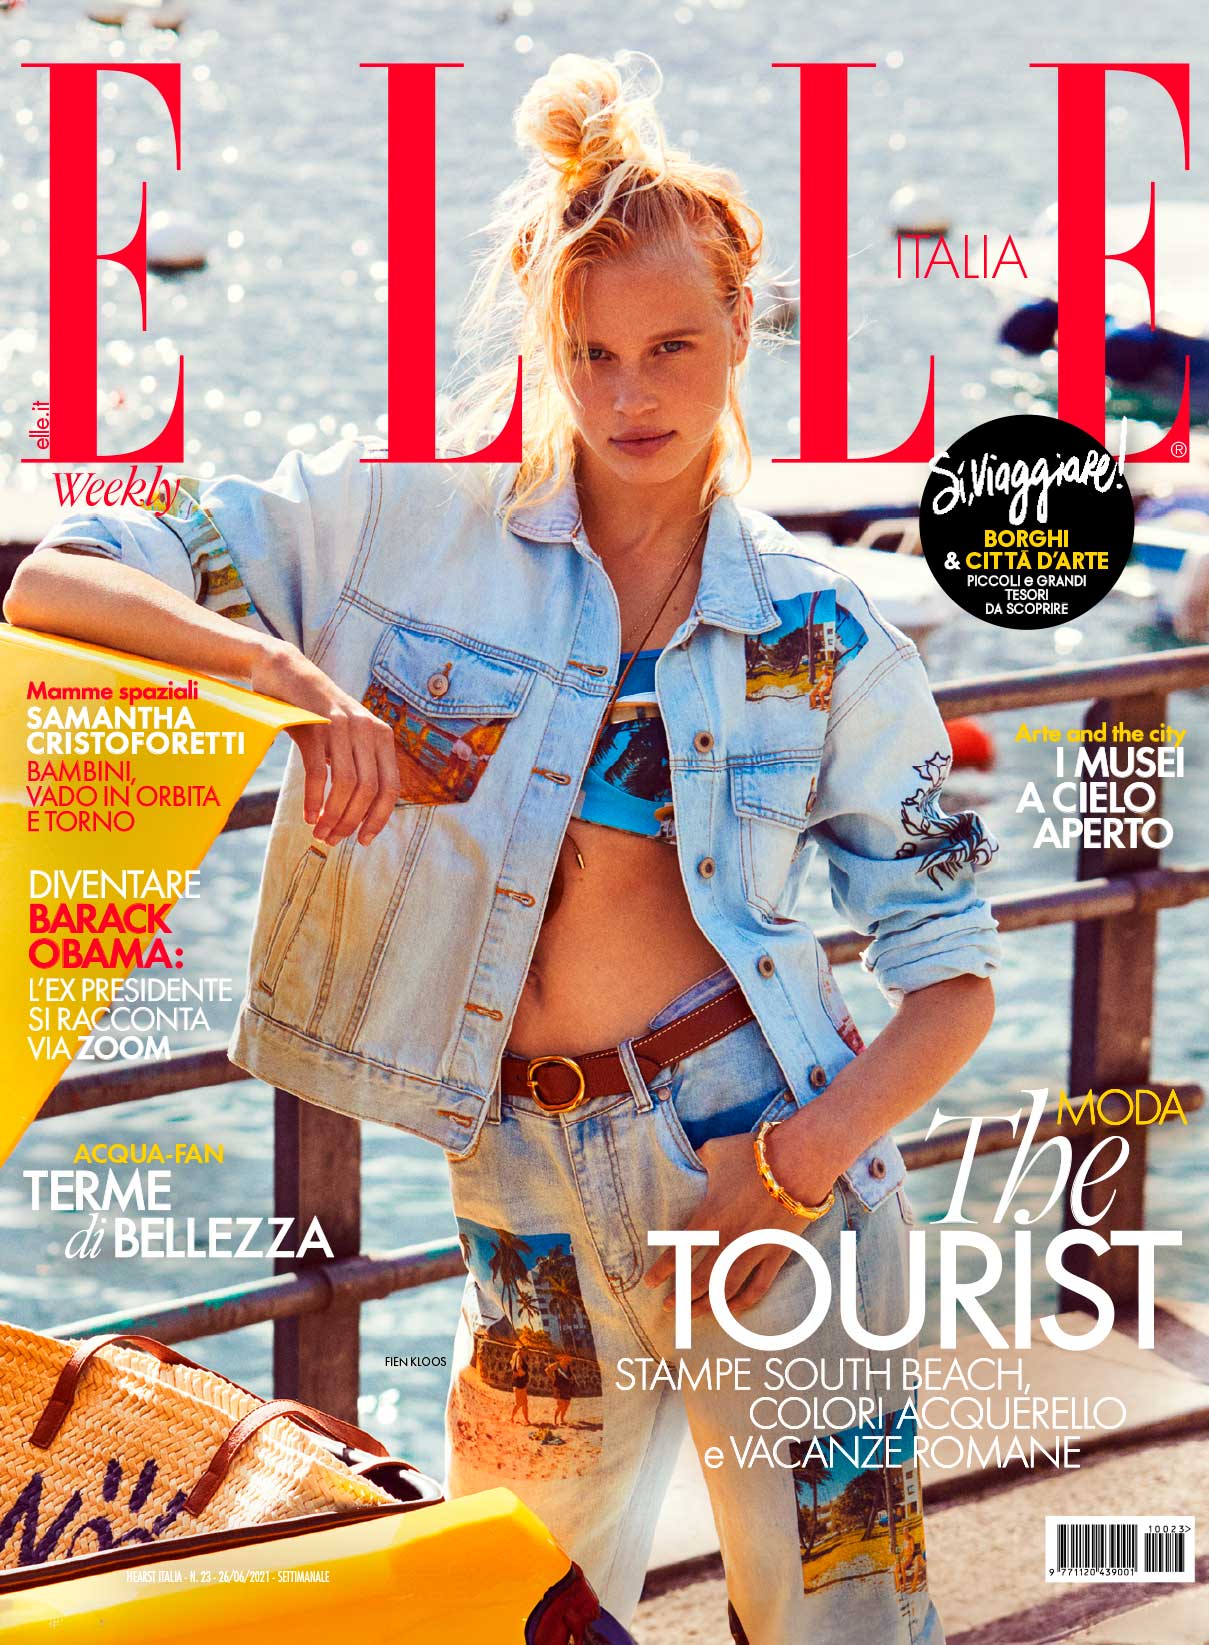 ELLE
ITALIA
elle.it
Weekly
®
Sì, Viaggiare!
BORGHI
& CITTÀ D'ARTE
PICCOLI e GRANDI
TESORI
DA SCOPRIRE
Mamme spaziali
SAMANTHA
CRISTOFORETTI
BAMBINI,
VADO IN ORBITA
E TORNO
Arte and the city
I MUSEI
A CIELO
APERTO
DIVENTARE
BARACK
OBAMA:
L'EX PRESIDENTE
SI RACCONTA
VIA ZOOM
ACQUA-FAN
TERME
di BELLEZZA
MODA
The
TOURIST
STAMPE SOUTH BEACH,
COLORI ACQUERELLO
e VACANZE ROMANE
FIEN KLOOS
HEARST ITALIA - N. 23 - 26/06/2021 - SETTIMANALE
10023>
9 771120 439001